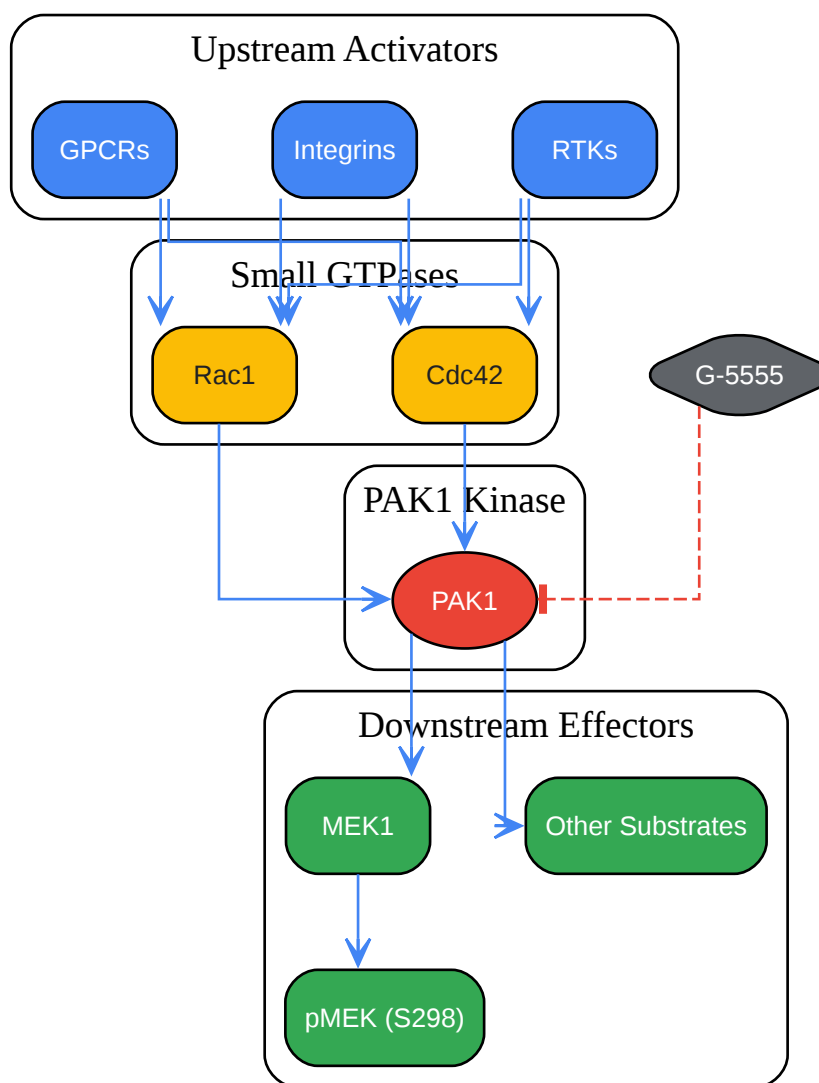 Upstream Activators
GPCRs
Integrins
RTKs
Small GTPases
Rac1
Cdc42
G-5555
PAK1 Kinase
PAK1
Downstream Effectors
MEK1
Other Substrates
pMEK (S298)